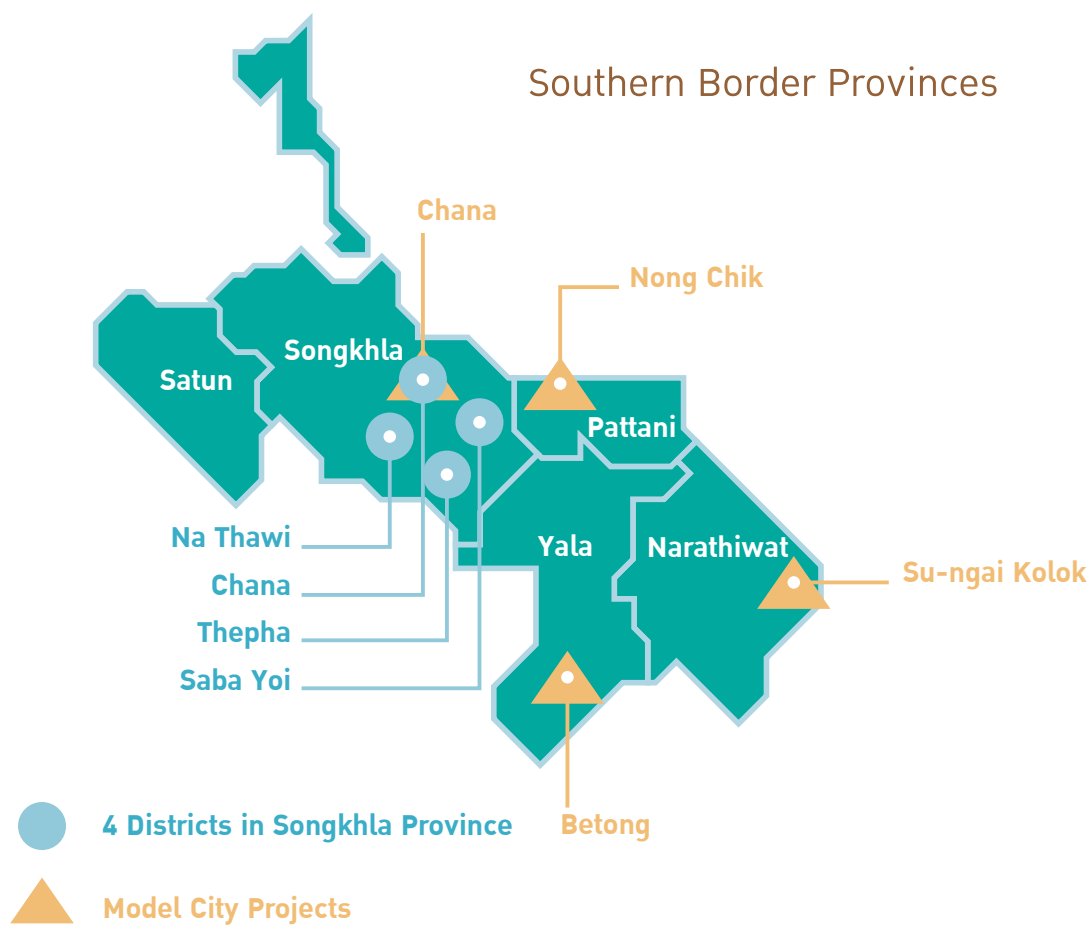 Southern Border Provinces
Chana
Nong Chik
Songkhla
Satun
Pattani
Na Thawi
Yala
Narathiwat
Su-ngai Kolok
Chana
Thepha
Saba Yoi
4 Districts in Songkhla Province
Betong
Model City Projects